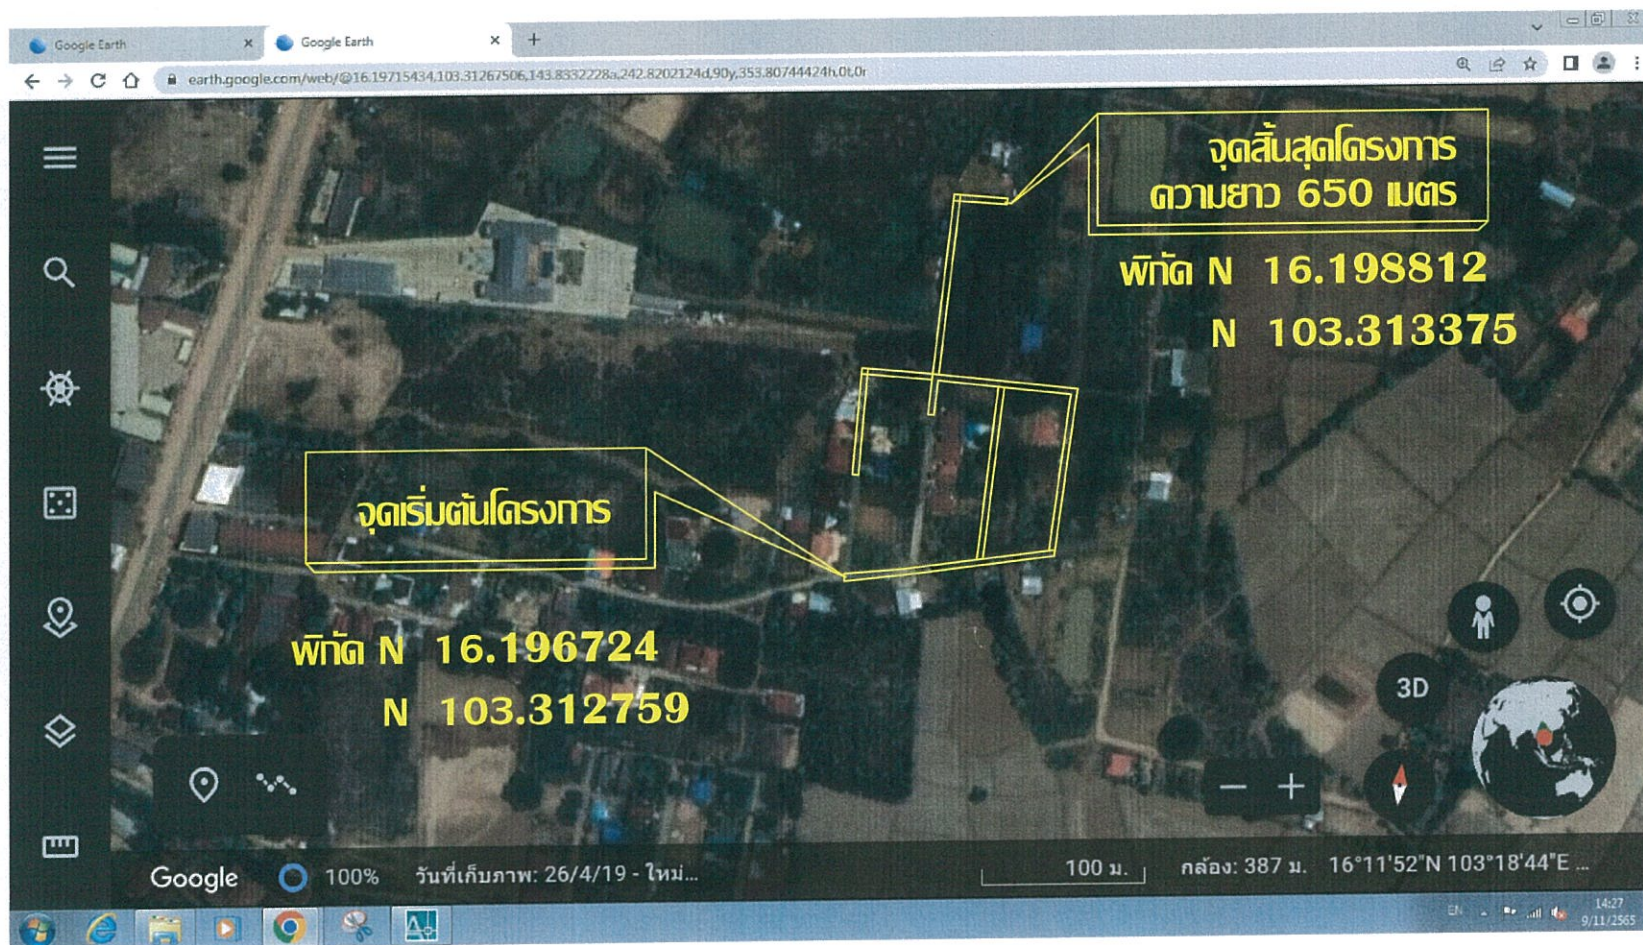 Google Earth
Google Earth
earth.google.com/web/@16.19715434,103.31267506,143.8332228a,242.8202124d,90y,353.80744424h,0t,0r
จุดสิ้นสุดโครงการ
ความยาว 650 เมตร
พิกัด N 16.198812
N 103.313375
จุดเริ่มต้นโครงการ
พิกัด N 16.196724
N 103.312759
3D
Google 100% วันที่เก็บภาพ: 26/4/19 - ใหม่... 100 ม. กล้อง: 387 ม. 16°11'52"N 103°18'44"E ...
EN 14:27
9/11/2565